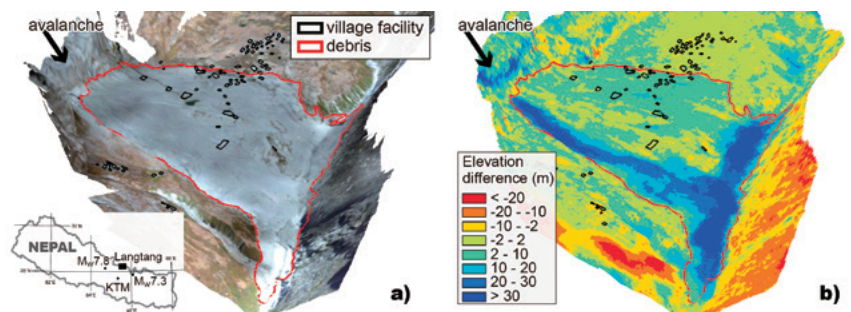 avalanche
village facility
debris
NEPAL
Langtang
Mw7.8
KTM
Mw7.3
a)
avalanche
Elevation
difference (m)
< -20
-20 - -10
-10 - -2
-2 - 2
2 - 10
10 - 20
20 - 30
> 30
b)